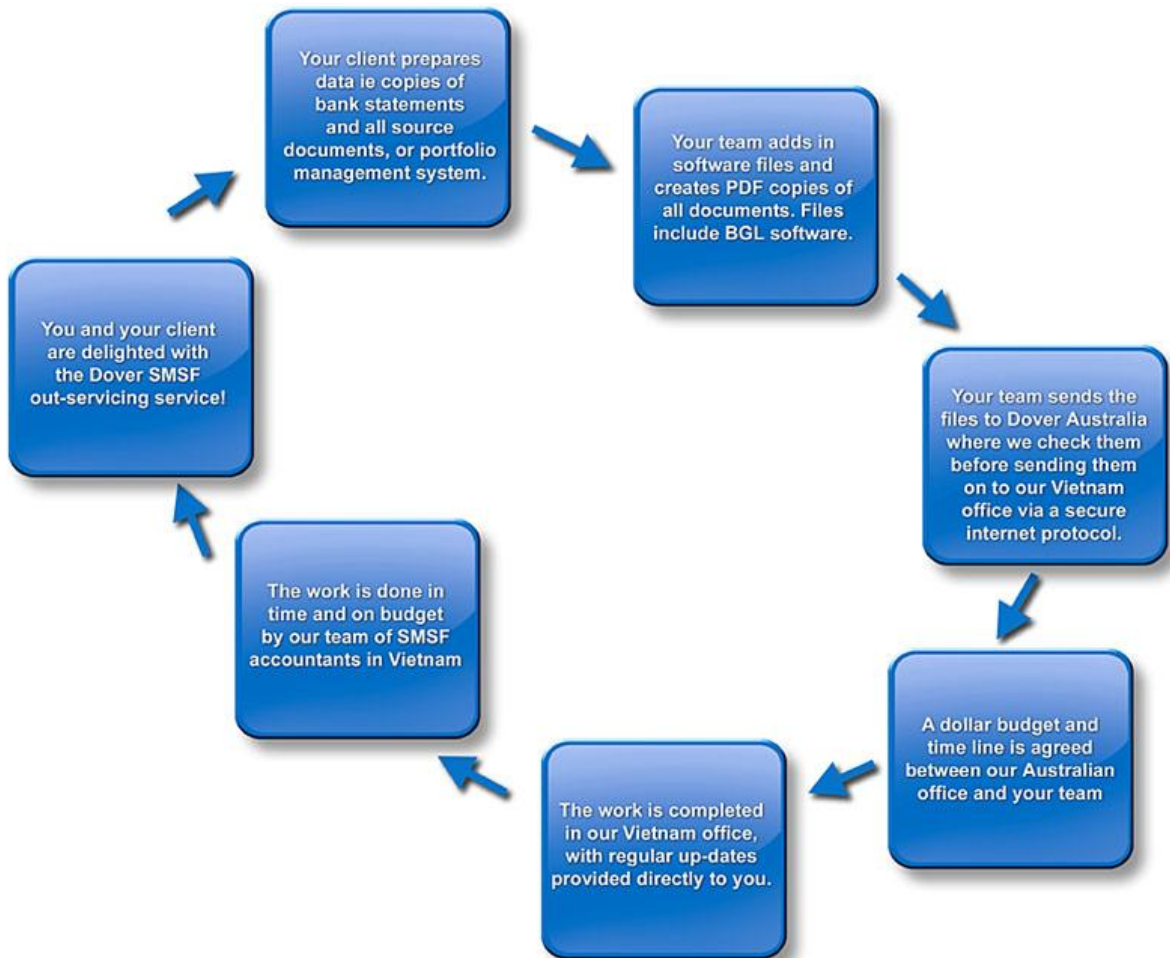 Your client prepares
data ie copies of
bank statements
and all source
documents, or portfolio
management system.
Your team adds in
software files and
creates PDF copies of
all documents. Files
include BGL software.
Your team sends the
files to Dover Australia
where we check them
before sending them
on to our Vietnam
office via a secure
internet protocol.
A dollar budget and
time line is agreed
between our Australian
office and your team
The work is completed
in our Vietnam office,
with regular up-dates
provided directly to you.
The work is done in
time and on budget
by our team of SMSF
accountants in Vietnam
You and your client
are delighted with
the Dover SMSF
out-servicing service!